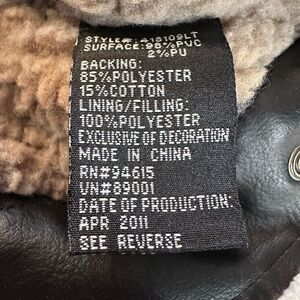 STYLE#:418109LT
SURFACE:98%PVC
2%PU
BACKING:
85%POLYESTER
15%COTTON
LINING/FILLING:
100%POLYESTER
EXCLUSIVE OF DECORATION
MADE IN CHINA
RN#94615
VN#89001
DATE OF PRODUCTION:
APR 2011
SEE REVERSE